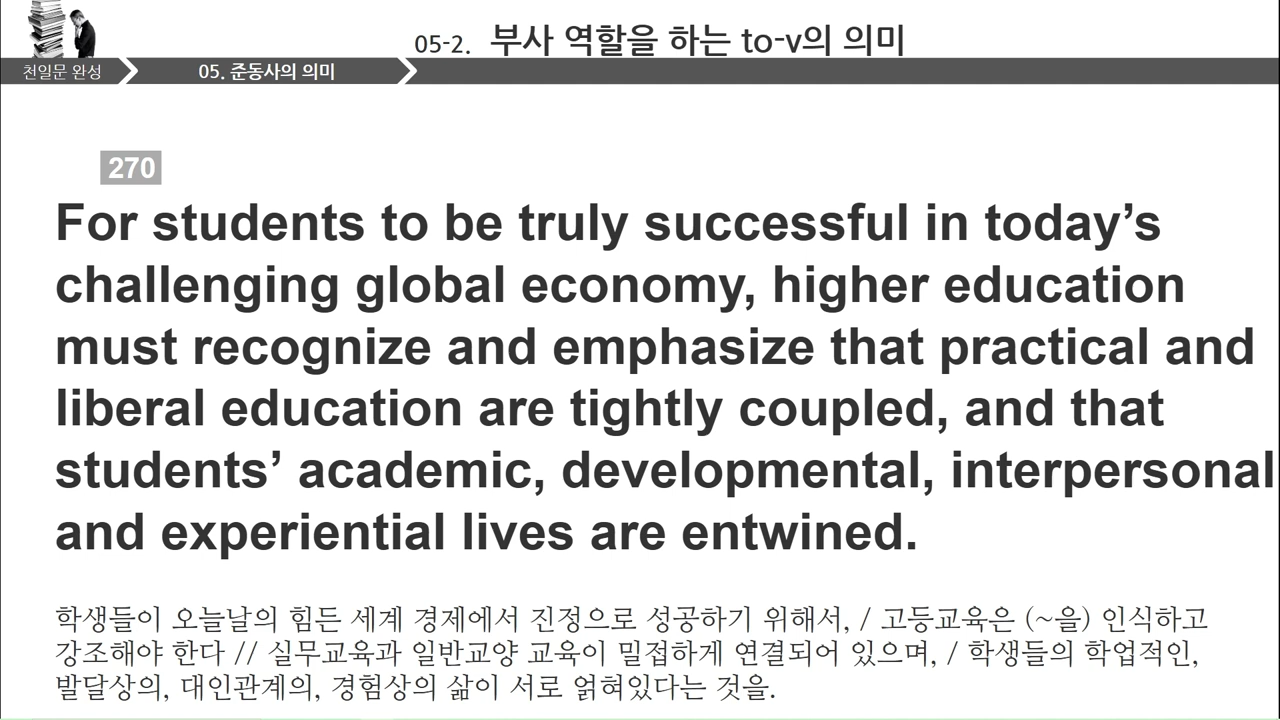 05-2. 부사 역할을 하는 to-v의 의미
천일문 완성
05. 준동사의 의미
270
For students to be truly successful in today’s
challenging global economy, higher education
must recognize and emphasize that practical and
liberal education are tightly coupled, and that
students’ academic, developmental, interpersonal
and experiential lives are entwined.
학생들이 오늘날의 힘든 세계 경제에서 진정으로 성공하기 위해서, / 고등교육은 (~을) 인식하고
강조해야 한다 // 실무교육과 일반교양 교육이 밀접하게 연결되어 있으며, / 학생들의 학업적인,
발달상의, 대인관계의, 경험상의 삶이 서로 얽혀있다는 것을.